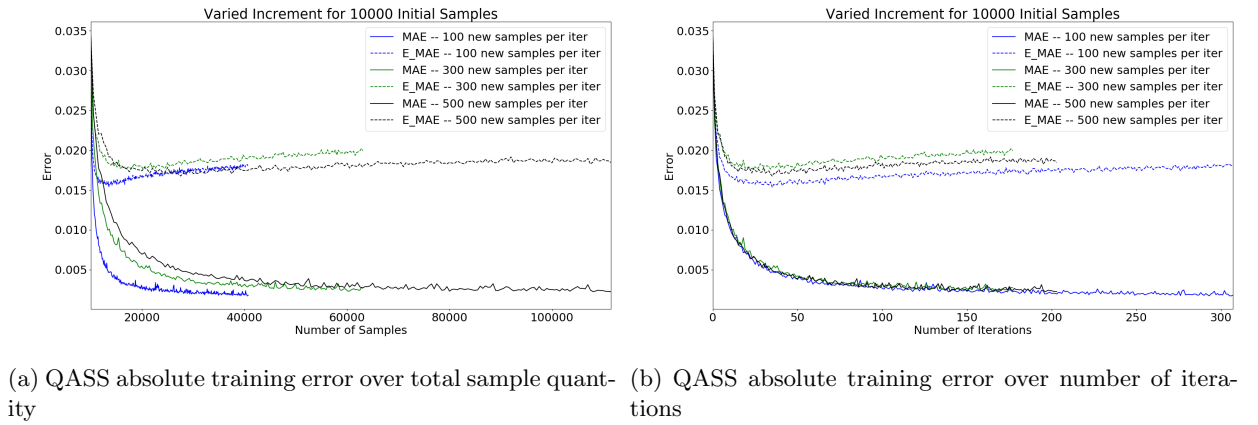 Varied Increment for 10000 Initial Samples
0.035
0.030
0.025
0.020
0.015
0.010
0.005
Error
MAE -- 100 new samples per iter
E_MAE -- 100 new samples per iter
MAE -- 300 new samples per iter
E_MAE -- 300 new samples per iter
MAE -- 500 new samples per iter
E_MAE -- 500 new samples per iter
20000 40000 60000 80000 100000
Number of Samples
(a) QASS absolute training error over total sample quant-
ity
Varied Increment for 10000 Initial Samples
0.035
0.030
0.025
0.020
0.015
0.010
0.005
Error
MAE -- 100 new samples per iter
E_MAE -- 100 new samples per iter
MAE -- 300 new samples per iter
E_MAE -- 300 new samples per iter
MAE -- 500 new samples per iter
E_MAE -- 500 new samples per iter
0 50 100 150 200 250 300
Number of Iterations
(b) QASS absolute training error over number of itera-
tions